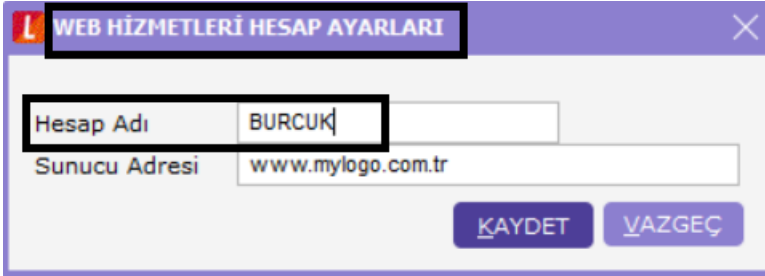 L WEB HİZMETLERİ HESAP AYARLARI
Hesap Adı BURCUK
Sunucu Adresi www.mylogo.com.tr
KAYDET VAZGEÇ